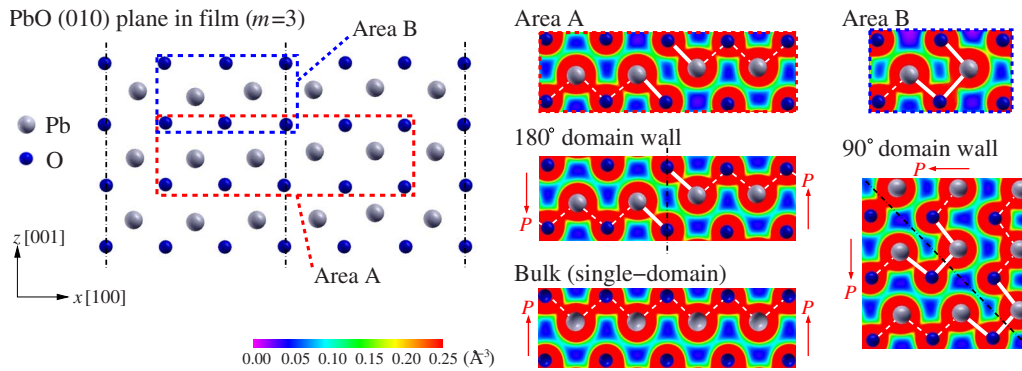 PbO (010) plane in film (m=3)
Area B
Pb
O
z [001]
x [100]
Area A
0.00 0.05 0.10 0.15 0.20 0.25 (Å⁻³)
Area A
180° domain wall
P
P
Bulk (single−domain)
P
P
Area B
90° domain wall
P
P